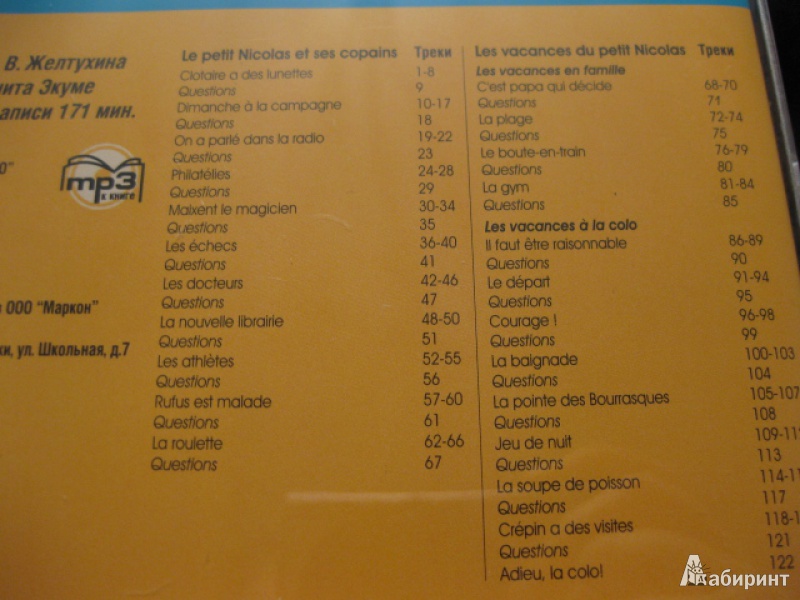 В. Желтухина
Экуме
171 мин.
mp3
к книге
ООО "Маркон"
ул. Школьная, д.7
Le petit Nicolas et ses copains Треки
Clotaire a des lunettes 1-8
Questions 9
Dimanche à la campagne 10-17
Questions 18
On a parlé dans la radio 19-22
Questions 23
Philatélies 24-28
Questions 29
Maixent le magicien 30-34
Questions 35
Les échecs 36-40
Questions 41
Les docteurs 42-46
Questions 47
La nouvelle librairie 48-50
Questions 51
Les athlètes 52-55
Questions 56
Rufus est malade 57-60
Questions 61
La roulette 62-66
Questions 67
Les vacances du petit Nicolas Треки
Les vacances en famille
C'est papa qui décide 68-70
Questions 71
La plage 72-74
Questions 75
Le boute-en-train 76-79
Questions 80
La gym 81-84
Questions 85
Les vacances à la colo
Il faut être raisonnable 86-89
Questions 90
Le départ 91-94
Questions 95
Courage ! 96-98
Questions 99
La baignade 100-103
Questions 104
La pointe des Bourrasques 105-107
Questions 108
Jeu de nuit 109-11
Questions 113
La soupe de poisson 114-11
Questions 117
Crépin a des visites 118-1
Questions 121
Adieu, la colo! 122
Лабиринт